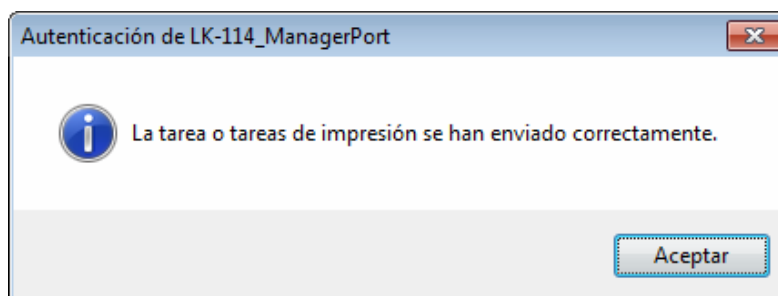 Autenticación de LK-114_ManagerPort
La tarea o tareas de impresión se han enviado correctamente.
Aceptar